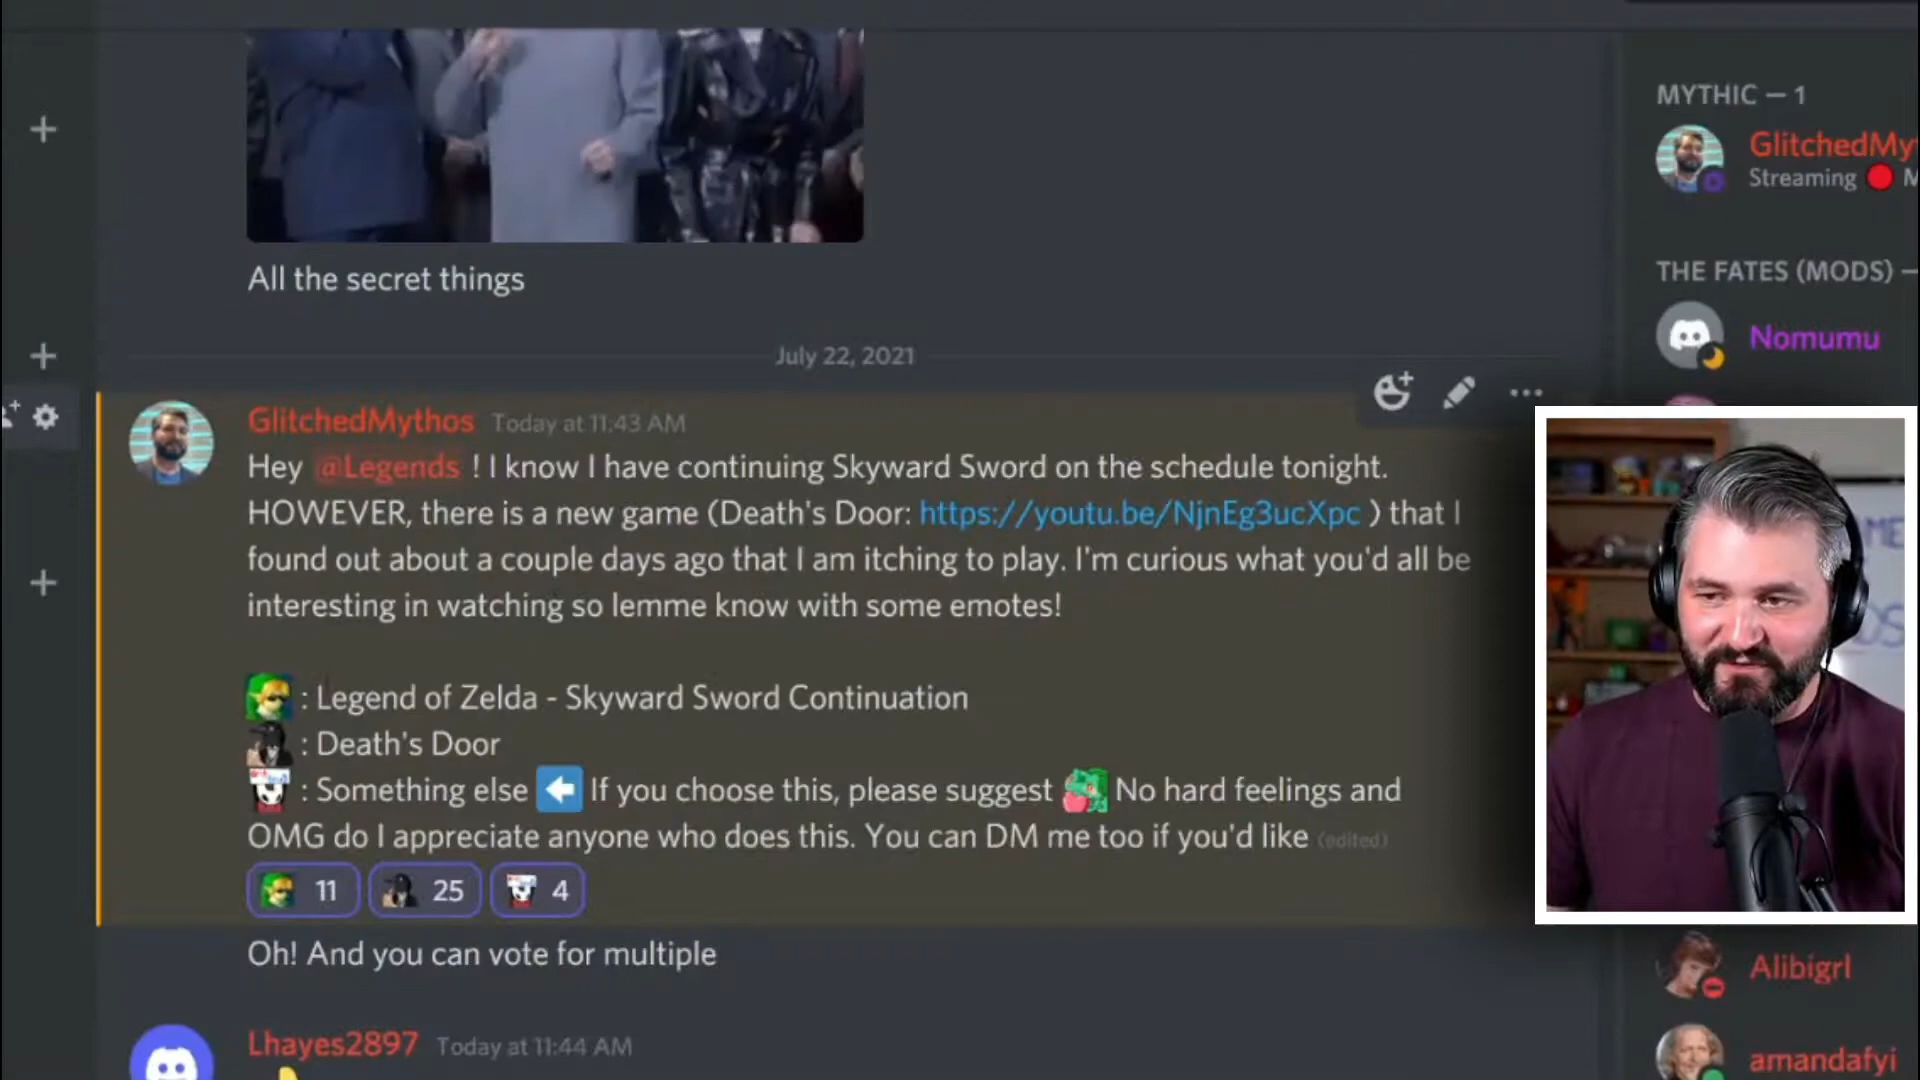 All the secret things
July 22, 2021
GlitchedMythos Today at 11:43 AM
Hey @Legends ! I know I have continuing Skyward Sword on the schedule tonight.
HOWEVER, there is a new game (Death's Door: https://youtu.be/NjnEg3ucXpc ) that I
found out about a couple days ago that I am itching to play. I'm curious what you'd all be
interesting in watching so lemme know with some emotes!
: Legend of Zelda - Skyward Sword Continuation
: Death's Door
: Something else If you choose this, please suggest No hard feelings and
OMG do I appreciate anyone who does this. You can DM me too if you'd like (edited)
11 25 4
Oh! And you can vote for multiple
Lhayes2897 Today at 11:44 AM
MYTHIC — 1
GlitchedMy
Streaming M
THE FATES (MODS) —
Nomumu
Alibigrl
amandafyi